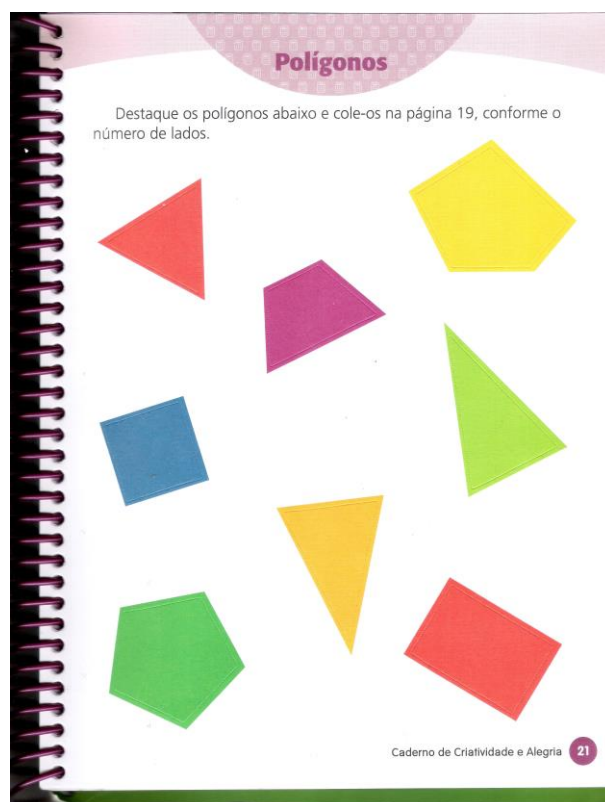 Polígonos
Destaque os polígonos abaixo e cole-os na página 19, conforme o
número de lados.
Caderno de Criatividade e Alegria 21